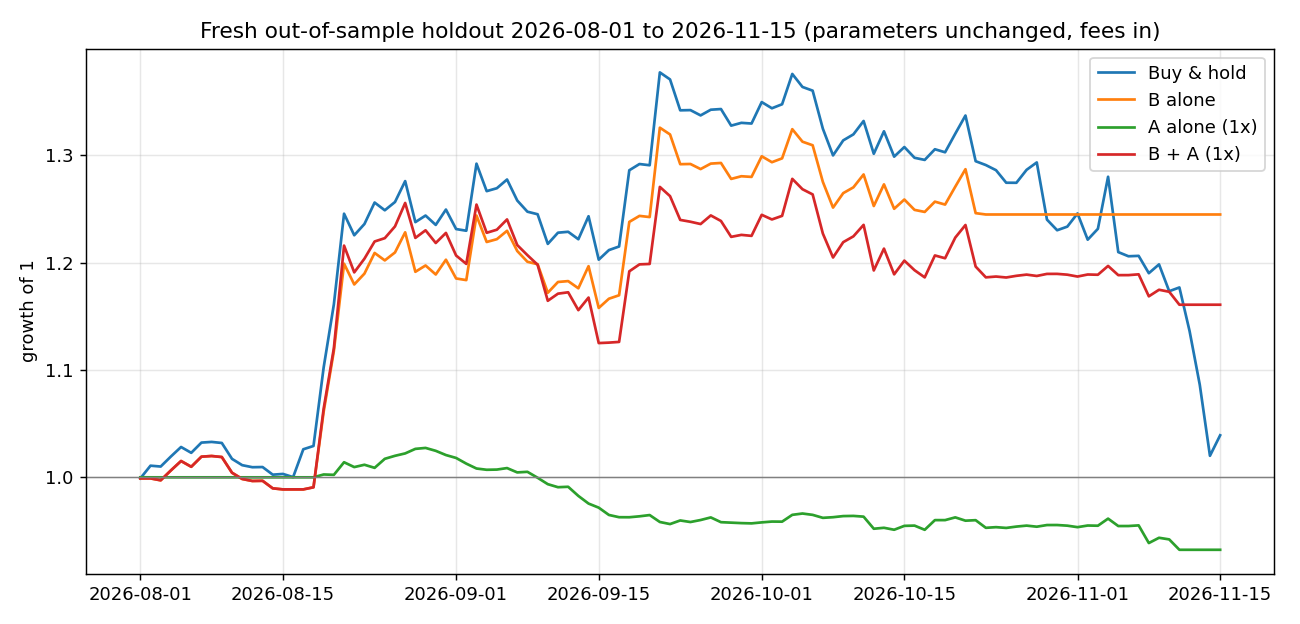 Fresh out-of-sample holdout 2026-08-01 to 2026-11-15 (parameters unchanged, fees in)
Buy & hold
B alone
A alone (1x)
B + A (1x)
growth of 1
1.3
1.2
1.1
1.0
2026-08-01
2026-08-15
2026-09-01
2026-09-15
2026-10-01
2026-10-15
2026-11-01
2026-11-15